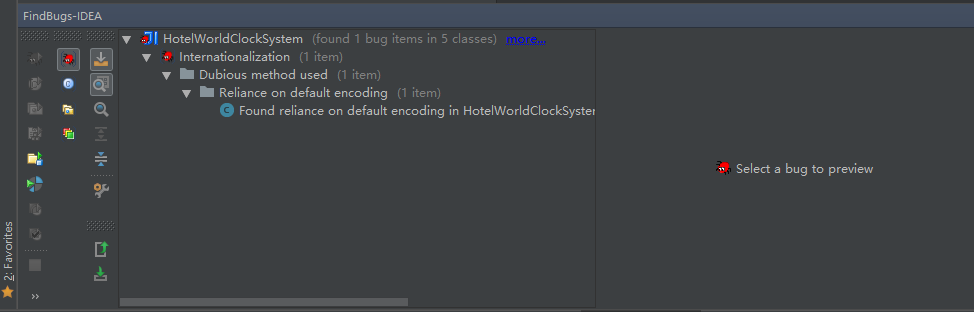 FindBugs-IDEA
HotelWorldClockSystem (found 1 bug items in 5 classes) more...
Internationalization (1 item)
Dubious method used (1 item)
Reliance on default encoding (1 item)
Found reliance on default encoding in HotelWorldClockSyster
Select a bug to preview
2: Favorites